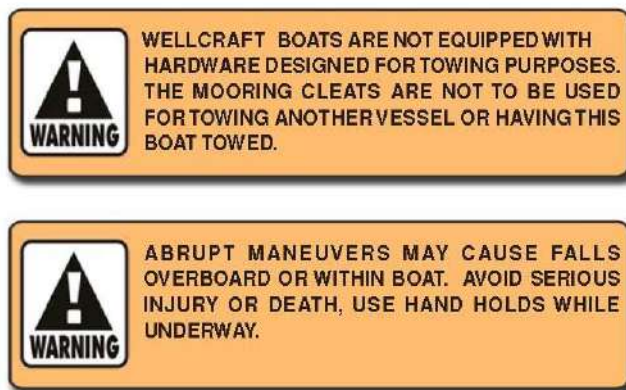 WELLCRAFT BOATS ARE NOT EQUIPPED WITH
HARDWARE DESIGNED FOR TOWING PURPOSES.
THE MOORING CLEATS ARE NOT TO BE USED
FOR TOWING ANOTHER VESSEL OR HAVING THIS
BOAT TOWED.
WARNING
ABRUPT MANEUVERS MAY CAUSE FALLS
OVERBOARD OR WITHIN BOAT. AVOID SERIOUS
INJURY OR DEATH, USE HAND HOLDS WHILE
UNDERWAY.
WARNING